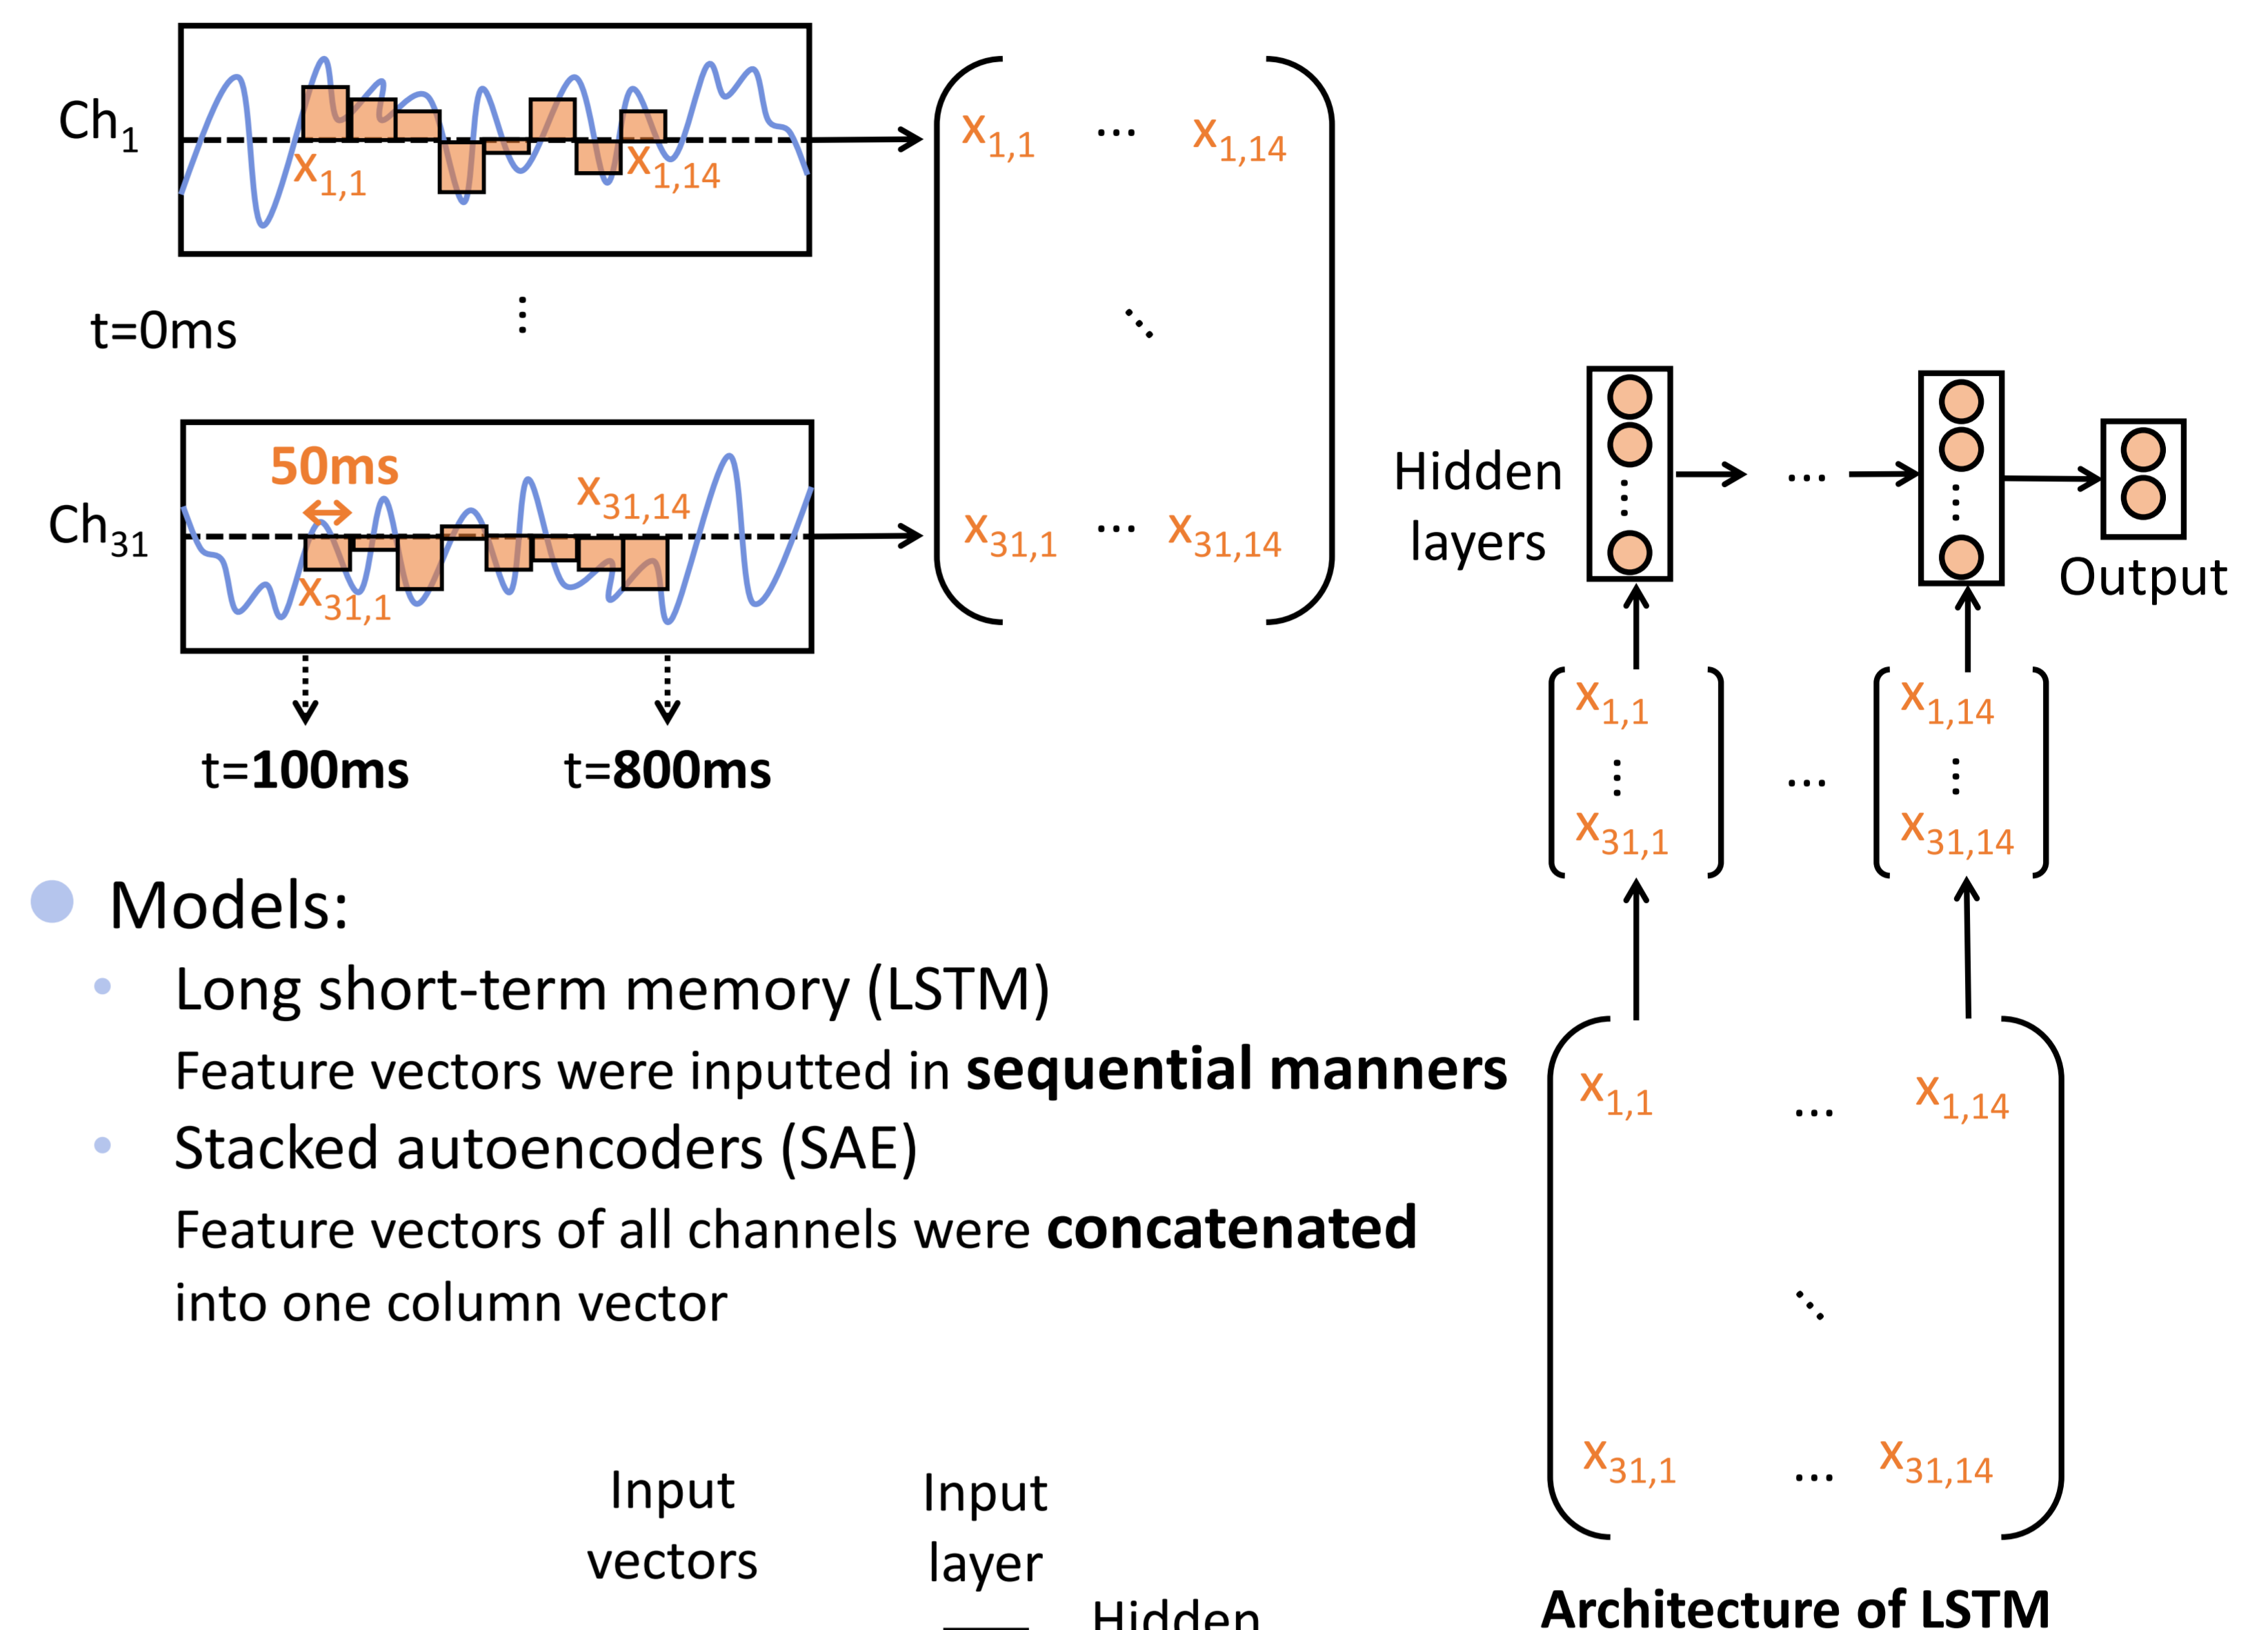 Ch1
x1,1
x1,14
x1,1 ... x1,14
t=0ms
50ms
Ch31
x31,14
x31,1
x31,1 ... x31,14
t=100ms
t=800ms
Hidden
layers
Output
x1,1
x31,1
...
x1,14
x31,14
Models:
Long short-term memory (LSTM)
Feature vectors were inputted in sequential manners
Stacked autoencoders (SAE)
Feature vectors of all channels were concatenated
into one column vector
x1,1 ... x1,14
x31,1 ... x31,14
Architecture of LSTM
Input
vectors
Input
layer
Hidden